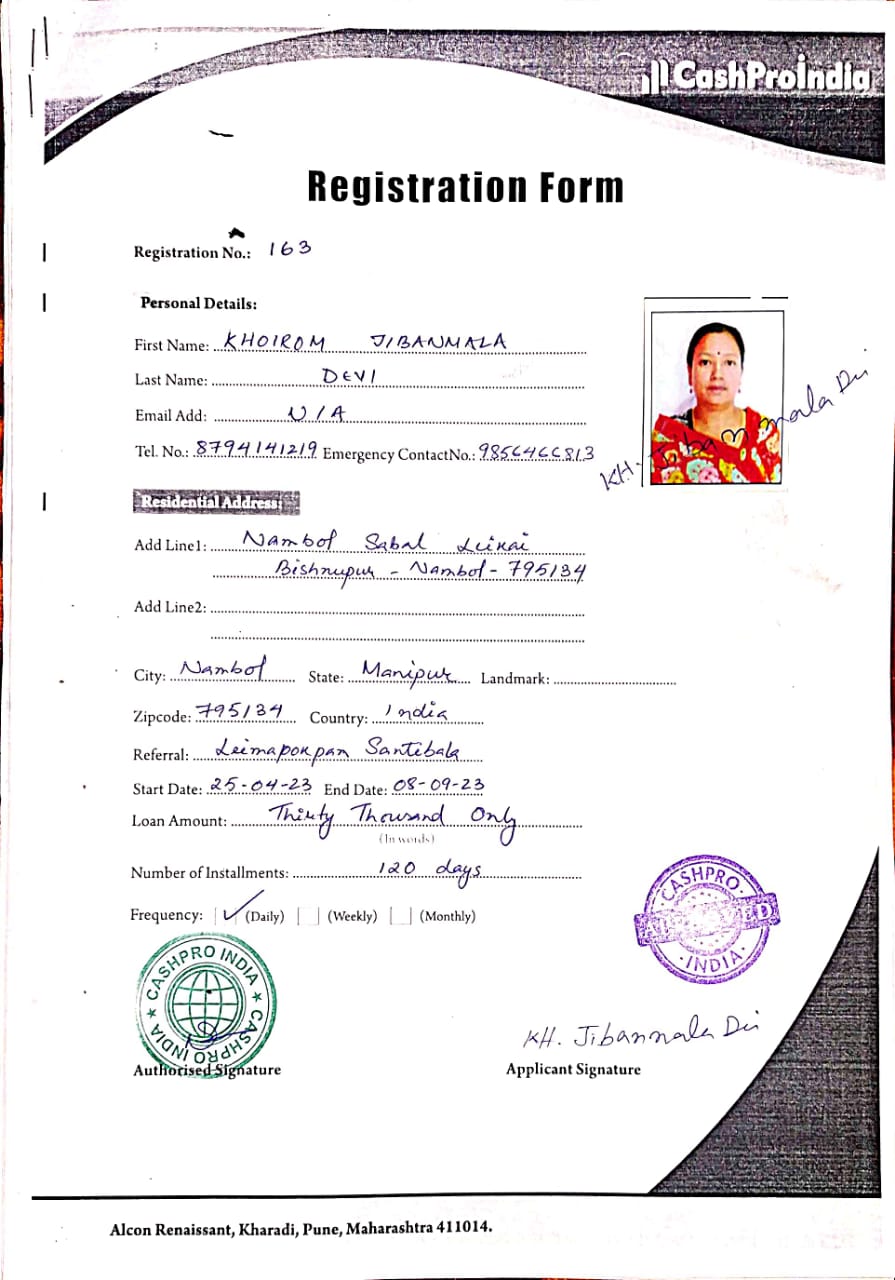 CashProIndia
Registration Form
Registration No.: 163
Personal Details:
First Name: KHOIROM JIBANMALA
Last Name: DEVI
Email Add: N/A
Tel. No.: 8794141219 Emergency ContactNo.: 9856466813
KH. Jibanmala Devi
Residential Address:
Add Line1: Nambol Sabal Leikai
Bishnupur - Nambol - 795134
Add Line2:
City: Nambol State: Manipur Landmark:
Zipcode: 795134 Country: India
Referral: Leimapokpam Santibala
Start Date: 25-04-23 End Date: 08-09-23
Loan Amount: Thirty Thousand Only
(In words)
Number of Installments: 120 days
Frequency: (Daily) (Weekly) (Monthly)
CASHPRO
APPROVED
INDIA
CASHPRO INDIA
CASHPRO INDIA
KH. Jibanmala Devi
Authorised Signature
Applicant Signature
Alcon Renaissant, Kharadi, Pune, Maharashtra 411014.